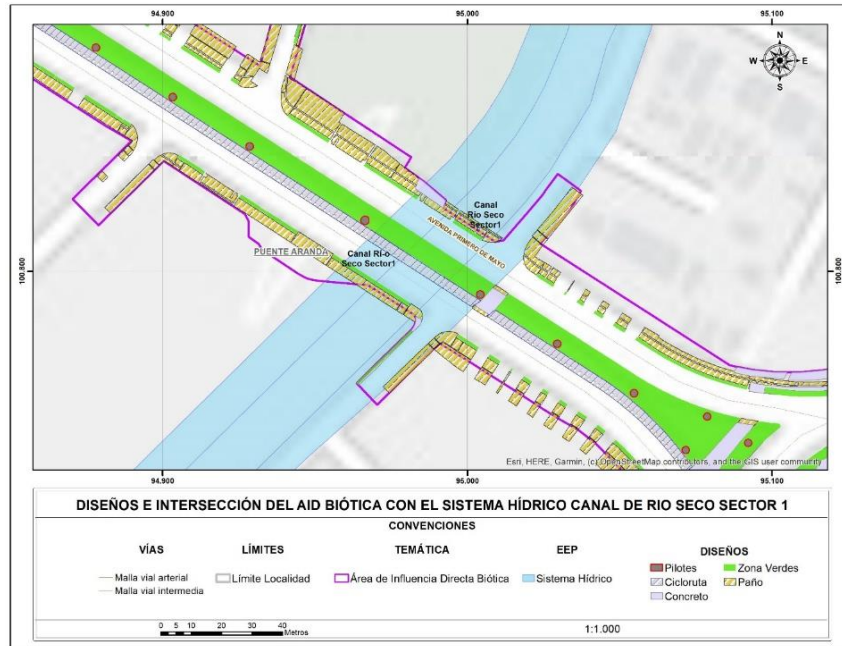 94.900 95.000 95.100
N
W E
S
Canal
Rio Seco
Sector1
AVENIDA PRIMERO DE MAYO
PUENTE ARANDA
Canal Rí-o
Seco Sector1
100.800 100.800
Esri, HERE, Garmin, (c) OpenStreetMap contributors, and the GIS user community
94.900 95.000 95.100
DISEÑOS E INTERSECCIÓN DEL AID BIÓTICA CON EL SISTEMA HÍDRICO CANAL DE RIO SECO SECTOR 1
CONVENCIONES
VÍAS LÍMITES TEMÁTICA EEP DISEÑOS
Malla vial arterial
Malla vial intermedia
Límite Localidad
Área de Influencia Directa Biótica
Sistema Hídrico
Pilotes Zona Verdes
Cicloruta Paño
Concreto
0 5 10 20 30 40
Metros
1:1.000